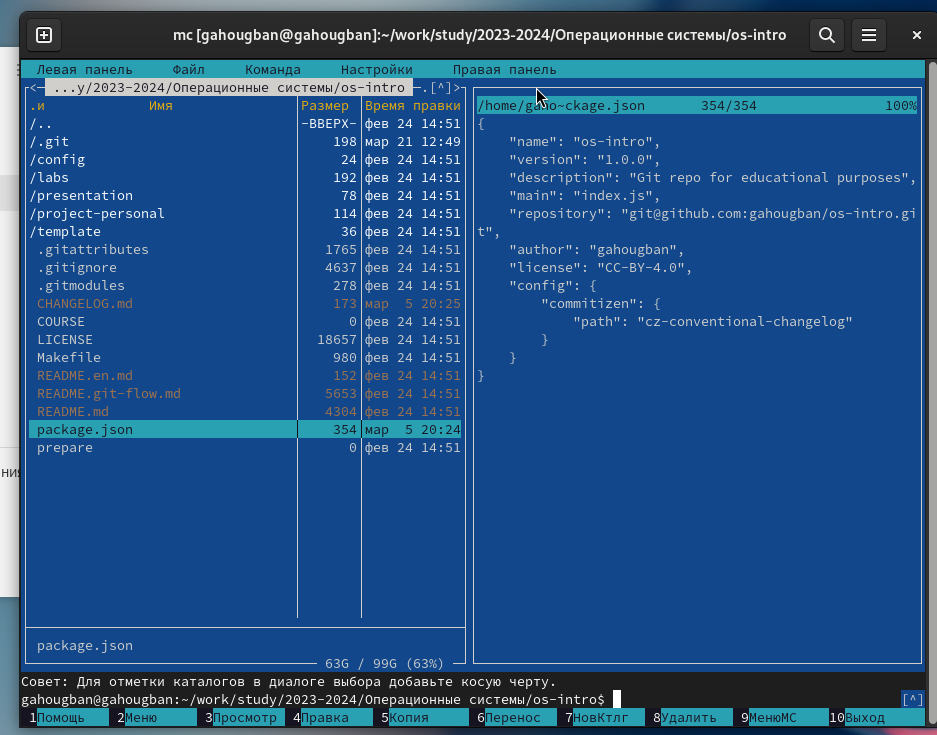 mc [gahougban@gahougban]:~/work/study/2023-2024/Операционные системы/os-intro
Левая панель Файл Команда Настройки Правая панель
<─ ...y/2023-2024/Операционные системы/os-intro ─.[^]>
.и Имя Размер Время правки
/.. -ВВЕРХ- фев 24 14:51
/.git 198 мар 21 12:49
/config 24 фев 24 14:51
/labs 192 фев 24 14:51
/presentation 78 фев 24 14:51
/project-personal 114 фев 24 14:51
/template 36 фев 24 14:51
.gitattributes 1765 фев 24 14:51
.gitignore 4637 фев 24 14:51
.gitmodules 278 фев 24 14:51
CHANGELOG.md 173 мар 5 20:25
COURSE 0 фев 24 14:51
LICENSE 18657 фев 24 14:51
Makefile 980 фев 24 14:51
README.en.md 152 фев 24 14:51
README.git-flow.md 5653 фев 24 14:51
README.md 4304 фев 24 14:51
package.json 354 мар 5 20:24
prepare 0 фев 24 14:51
package.json
63G / 99G (63%)
/home/gaho~ckage.json 354/354 100%
{
"name": "os-intro",
"version": "1.0.0",
"description": "Git repo for educational purposes",
"main": "index.js",
"repository": "git@github.com:gahougban/os-intro.gi
t",
"author": "gahougban",
"license": "CC-BY-4.0",
"config": {
"commitizen": {
"path": "cz-conventional-changelog"
}
}
}
Совет: Для отметки каталогов в диалоге выбора добавьте косую черту.
gahougban@gahougban:~/work/study/2023-2024/Операционные системы/os-intro$ [^]
1Помощь 2Меню 3Просмотр 4Правка 5Копия 6Перенос 7НовКтлг 8Удалить 9МенюМС 10Выход